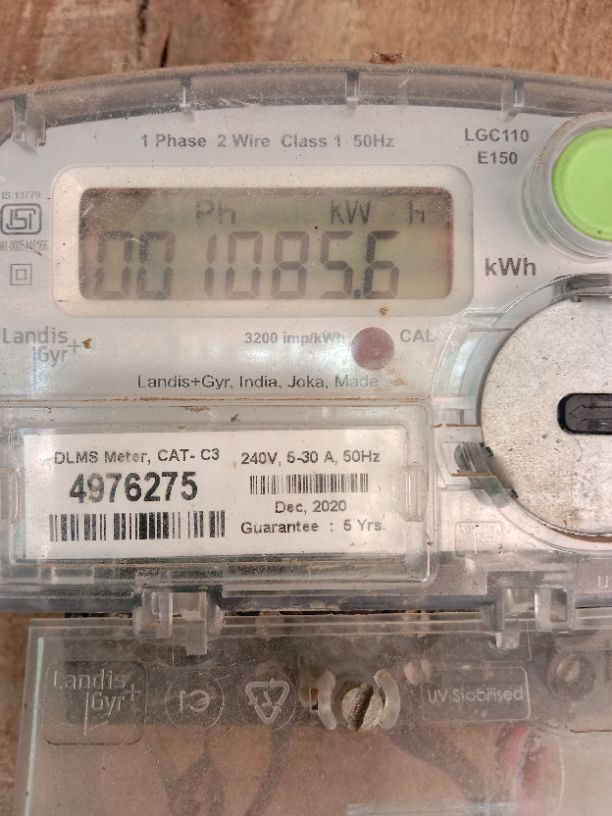 1 Phase 2 Wire Class 1 50Hz
LGC110
E150
IS:13779
Ph kW h
001085.6
kWh
Landis
Gyr+
3200 imp/kWh
CAL
Landis+Gyr, India, Joka, Made
DLMS Meter, CAT- C3
4976275
240V, 5-30 A, 50Hz
Dec, 2020
Guarantee : 5 Yrs.
Landis
Gyr+
UV Stabilised